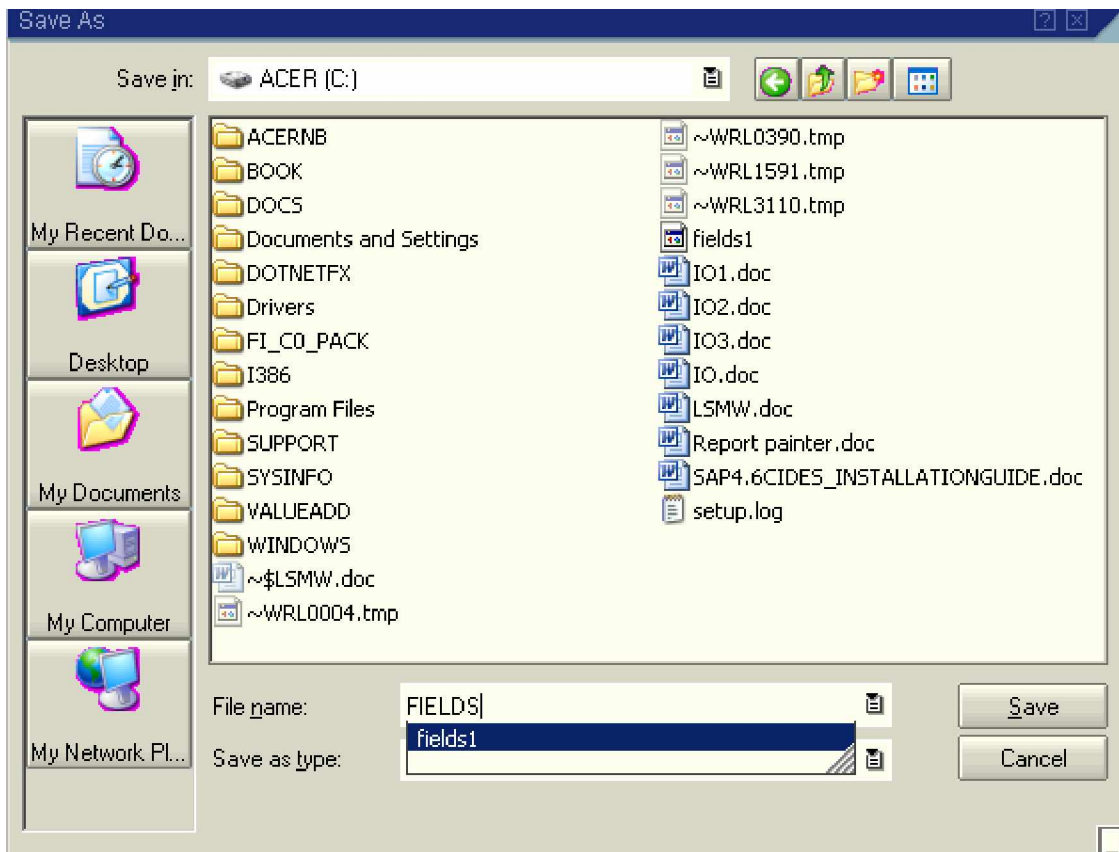 Save As
Save in:
ACER (C:)
My Recent Do...
Desktop
My Documents
My Computer
My Network Pl...
ACERNB
BOOK
DOCS
Documents and Settings
DOTNETFX
Drivers
FI_C0_PACK
I386
Program Files
SUPPORT
SYSINFO
VALUEADD
WINDOWS
~$LSMW.doc
~WRL0004.tmp
~WRL0390.tmp
~WRL1591.tmp
~WRL3110.tmp
fields1
IO1.doc
IO2.doc
IO3.doc
IO.doc
LSMW.doc
Report painter.doc
SAP4.6CIDES_INSTALLATIONGUIDE.doc
setup.log
File name:
FIELDS
Save
fields1
Save as type:
Cancel